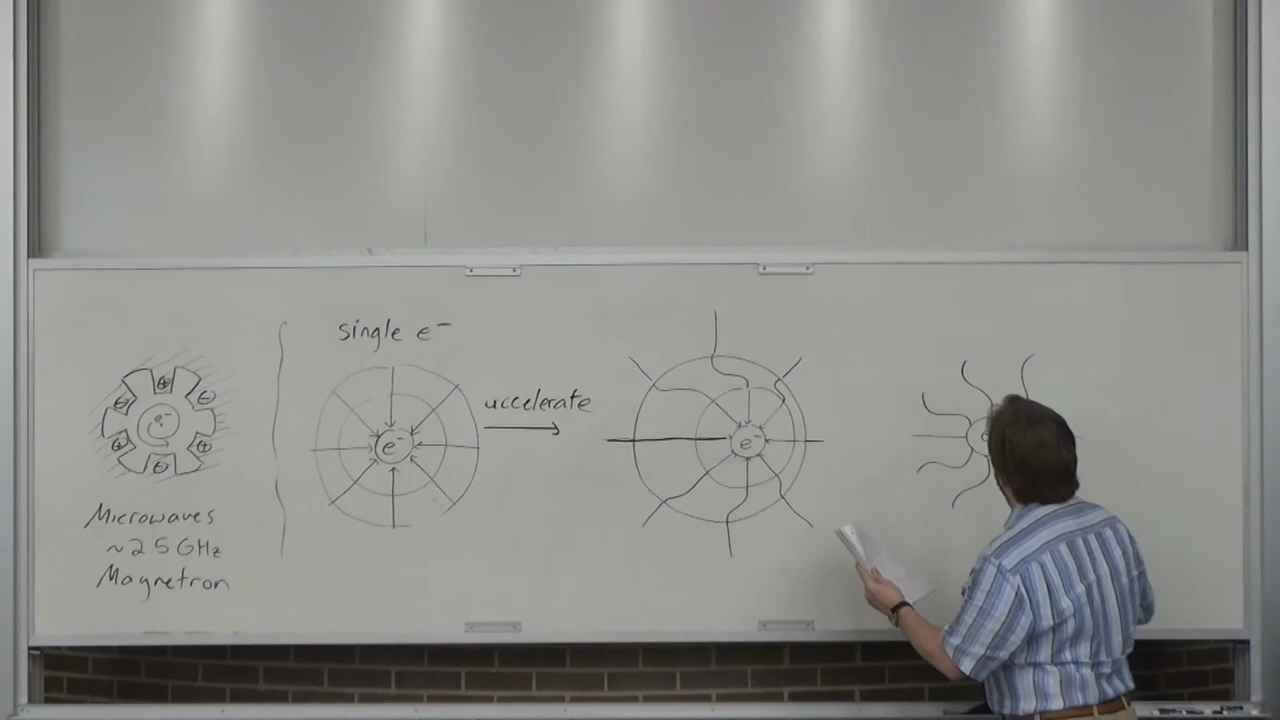 e⁻
Microwaves
~2.5 GHz
Magnetron
single e⁻
e⁻
accelerate
e⁻